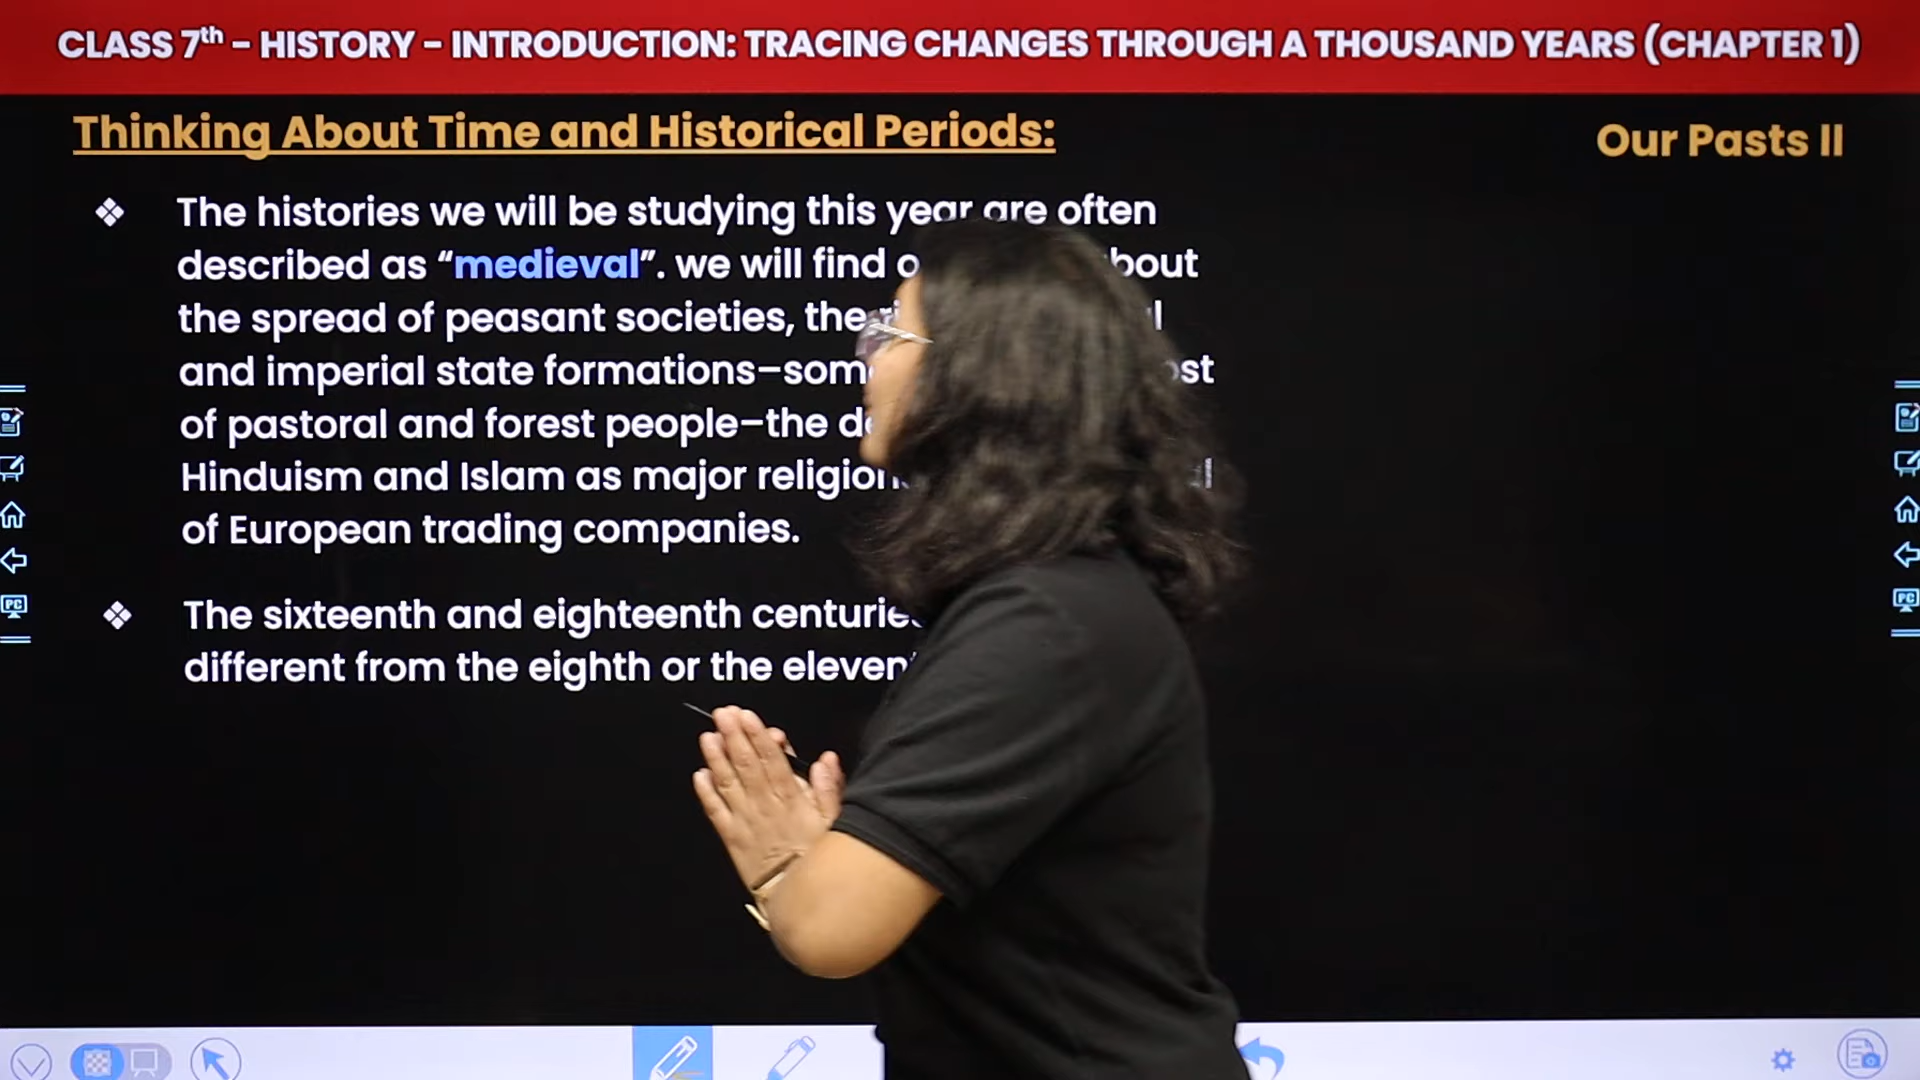 CLASS 7th – HISTORY – INTRODUCTION: TRACING CHANGES THROUGH A THOUSAND YEARS (CHAPTER 1)
Thinking About Time and Historical Periods:
Our Pasts II
❖ The histories we will be studying this year are often
described as “medieval”. we will find
the spread of peasant societies, the
and imperial state formations–
of pastoral and forest people–the
Hinduism and Islam as major
of European trading companies.
❖ The sixteenth and eighteenth
different from the eighth or the
PC
PC